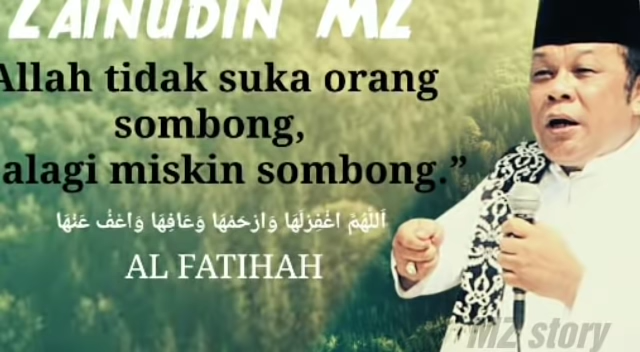 ZAINUDIN MZ
Allah tidak suka orang
sombong,
alagi miskin sombong.”
اَللّٰهُمَّ اغْفِرْلَهَا وَارْحَمْهَا وَعَافِهَا وَاعْفُ عَنْهَا
AL FATIHAH
MZ story